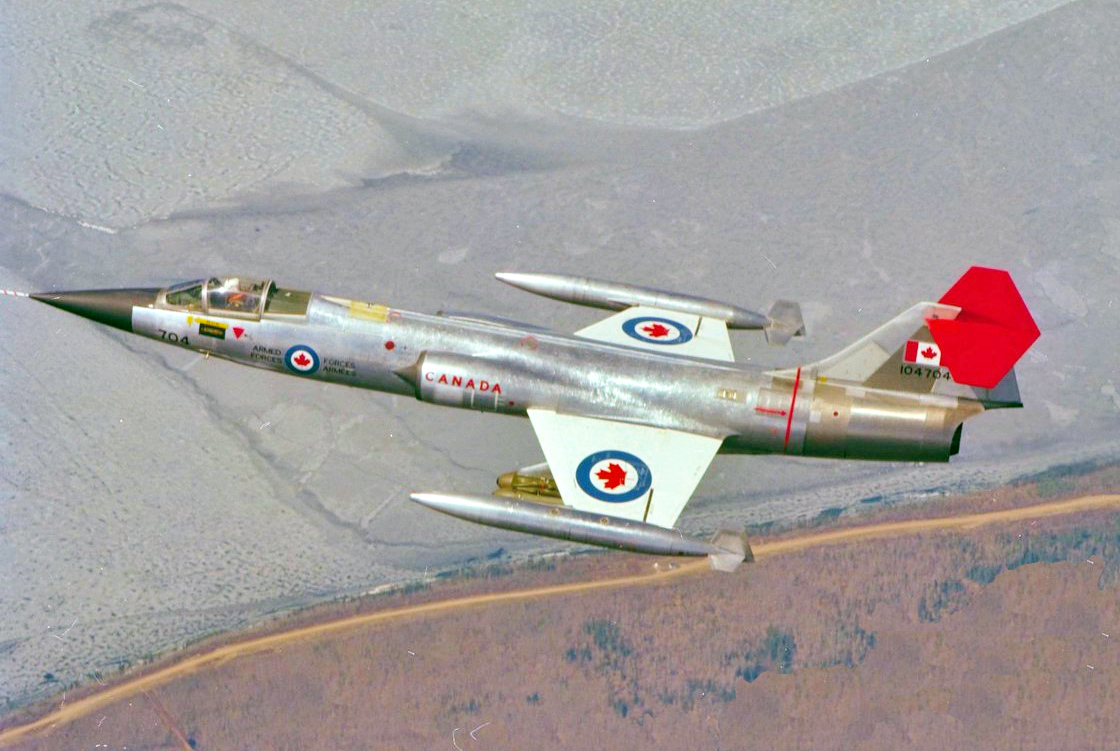 704
ARMED
FORCES
FORCES
ARMÉES
CANADA
104704